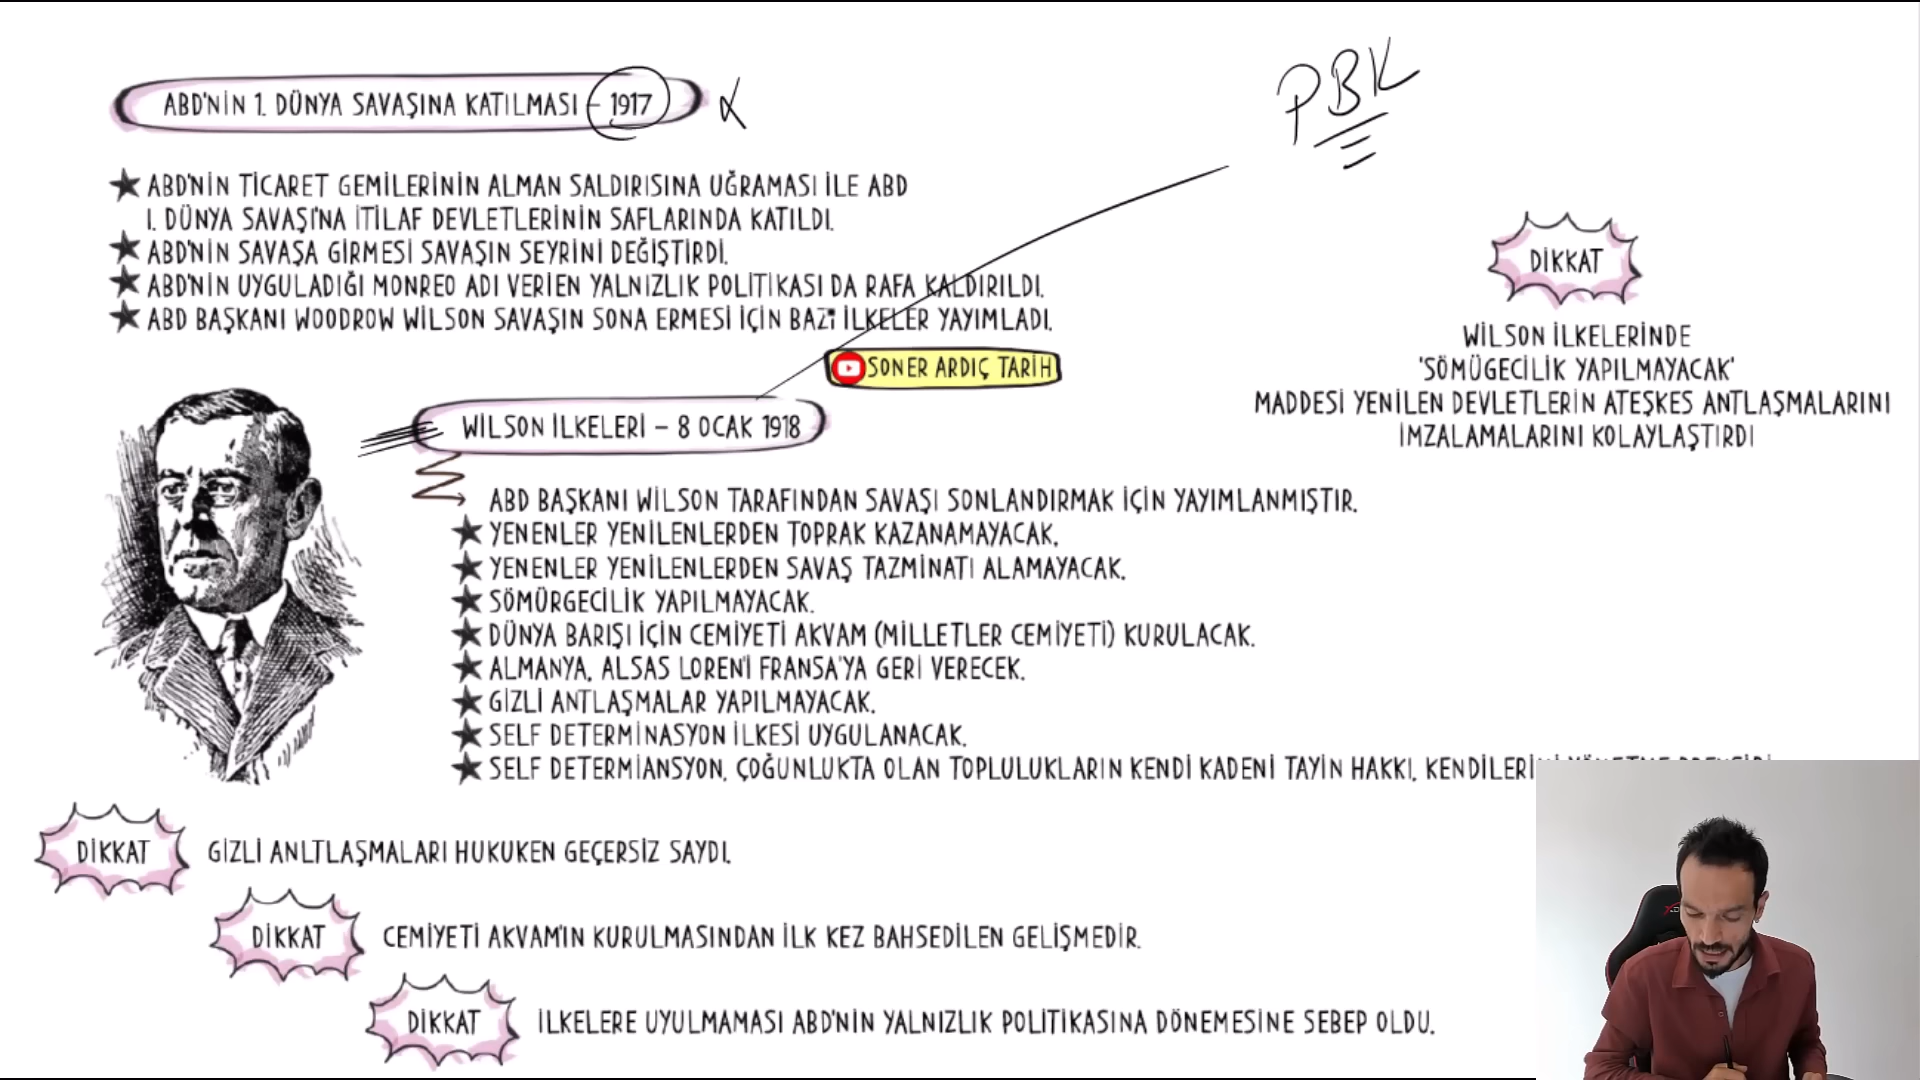 ABD'NİN 1. DÜNYA SAVAŞINA KATILMASI – 1917
PBK
★ ABD'NİN TİCARET GEMİLERİNİN ALMAN SALDIRISINA UĞRAMASI İLE ABD
I. DÜNYA SAVAŞI'NA İTİLAF DEVLETLERİNİN SAFLARINDA KATILDI.
★ ABD'NİN SAVAŞA GİRMESİ SAVAŞIN SEYRİNİ DEĞİŞTİRDİ.
★ ABD'NİN UYGULADIĞI MONREO ADI VERİEN YALNIZLIK POLİTİKASI DA RAFA KALDIRILDI.
★ ABD BAŞKANI WOODROW WİLSON SAVAŞIN SONA ERMESİ İÇİN BAZI İLKELER YAYIMLADI.
SONER ARDIÇ TARİH
DİKKAT
WİLSON İLKELERİNDE
'SÖMÜGECİLİK YAPILMAYACAK'
MADDESİ YENİLEN DEVLETLERİN ATEŞKES ANTLAŞMALARINI
İMZALAMALARINI KOLAYLAŞTIRDI
WİLSON İLKELERİ – 8 OCAK 1918
ABD BAŞKANI WİLSON TARAFINDAN SAVAŞI SONLANDIRMAK İÇİN YAYIMLANMIŞTIR.
★ YENENLER YENİLENLERDEN TOPRAK KAZANAMAYACAK.
★ YENENLER YENİLENLERDEN SAVAŞ TAZMİNATI ALAMAYACAK.
★ SÖMÜRGECİLİK YAPILMAYACAK.
★ DÜNYA BARIŞI İÇİN CEMİYETİ AKVAM (MİLLETLER CEMİYETİ) KURULACAK.
★ ALMANYA, ALSAS LOREN'İ FRANSA'YA GERİ VERECEK.
★ GİZLİ ANTLAŞMALAR YAPILMAYACAK.
★ SELF DETERMİNASYON İLKESİ UYGULANACAK.
★ SELF DETERMİANSYON, ÇOĞUNLUKTA OLAN TOPLULUKLARIN KENDİ KADENİ TAYİN HAKKI, KENDİLERİNİ
DİKKAT GİZLİ ANLTLAŞMALARI HUKUKEN GEÇERSİZ SAYDI.
DİKKAT CEMİYETİ AKVAM'IN KURULMASINDAN İLK KEZ BAHSEDİLEN GELİŞMEDİR.
DİKKAT İLKELERE UYULMAMASI ABD'NİN YALNIZLIK POLİTİKASINA DÖNEMESİNE SEBEP OLDU.